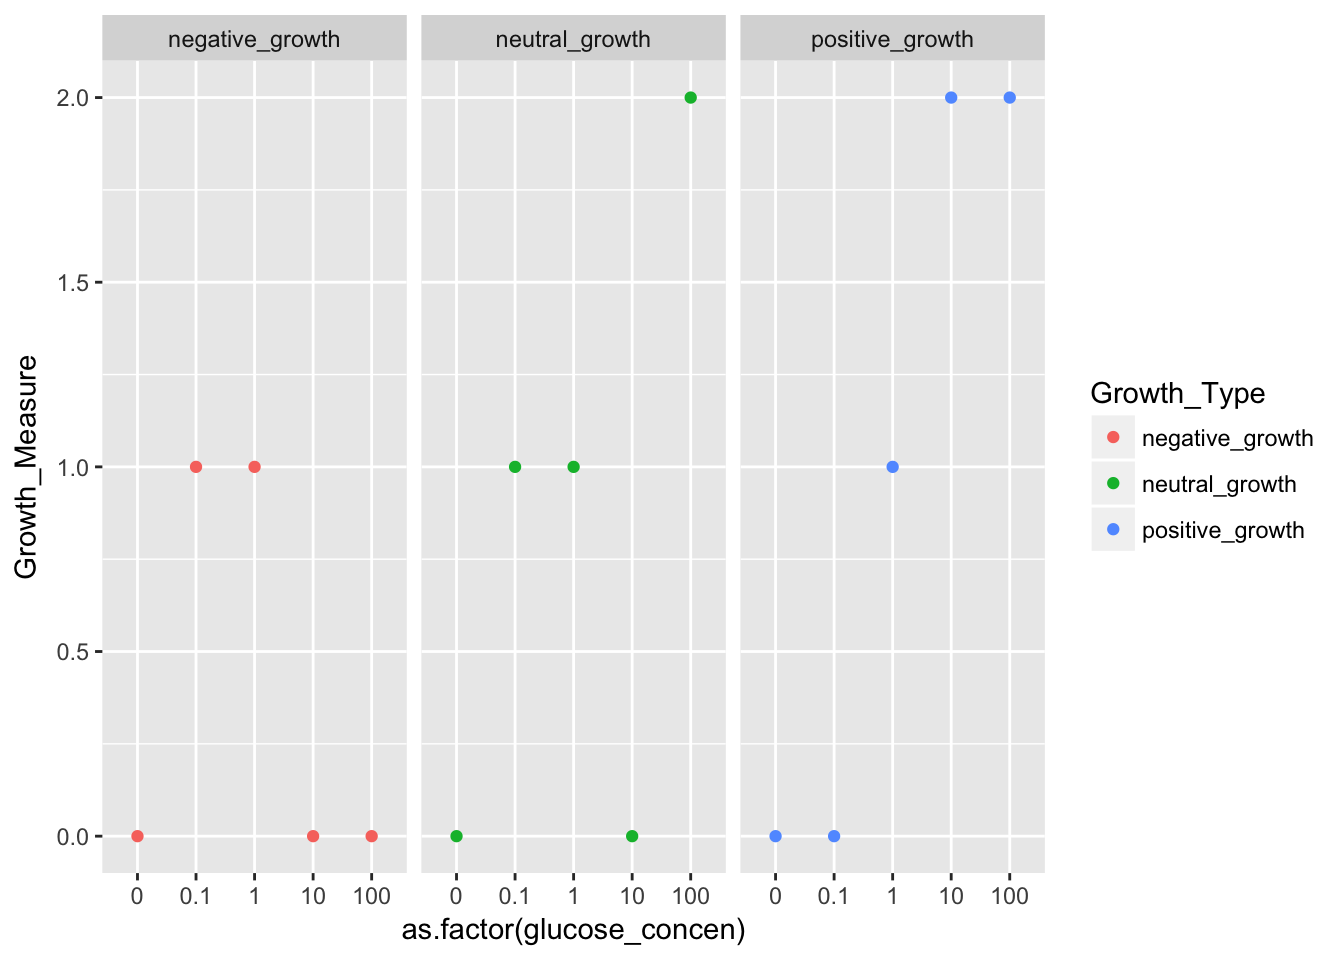 negative_growth neutral_growth positive_growth
2.0
1.5
1.0
0.5
0.0
Growth_Measure
0 0.1 1 10 100 0 0.1 1 10 100 0 0.1 1 10 100
as.factor(glucose_concen)
Growth_Type
negative_growth
neutral_growth
positive_growth